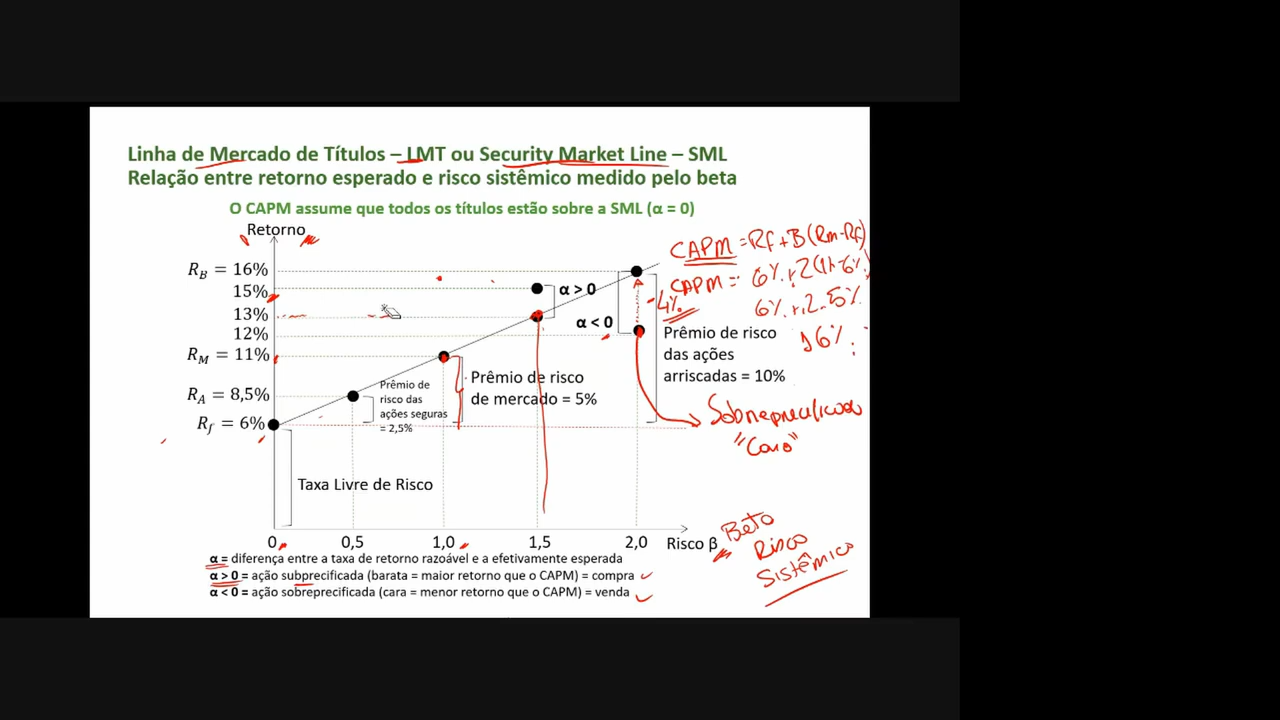 Linha de Mercado de Títulos – LMT ou Security Market Line – SML
Relação entre retorno esperado e risco sistêmico medido pelo beta
O CAPM assume que todos os títulos estão sobre a SML (α = 0)
Retorno
CAPM = Rf + B (Rm-Rf)
R_B = 16%
15%
13%
12%
R_M = 11%
R_A = 8,5%
R_f = 6%
α > 0
α < 0
CAPM = 6% + 2 (11-6%)
-4%
6% + 2 . 5%
16%
Prêmio de risco
das ações
arriscadas = 10%
Prêmio de risco
de mercado = 5%
Prêmio de
risco das
ações seguras
= 2,5%
Sobreprecificado
"Caro"
Taxa Livre de Risco
0 0,5 1,0 1,5 2,0 Risco β
Beta
Risco
Sistêmico
α = diferença entre a taxa de retorno razoável e a efetivamente esperada
α > 0 = ação subprecificada (barata = maior retorno que o CAPM) = compra
α < 0 = ação sobreprecificada (cara = menor retorno que o CAPM) = venda